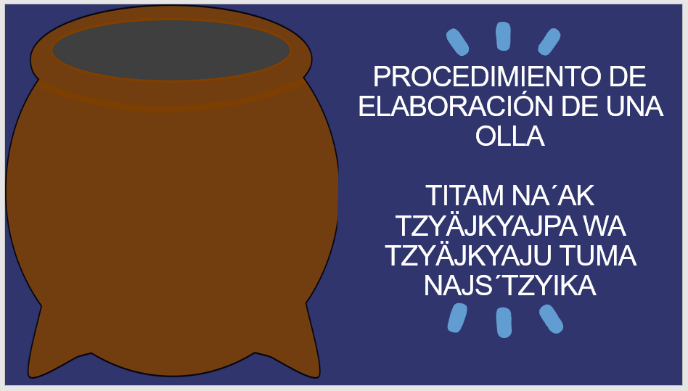 PROCEDIMIENTO DE
ELABORACIÓN DE UNA
OLLA
TITAM NA´AK
TZYÄJKYAJPA WA
TZYÄJKYAJU TUMA
NAJS´TZYIKA